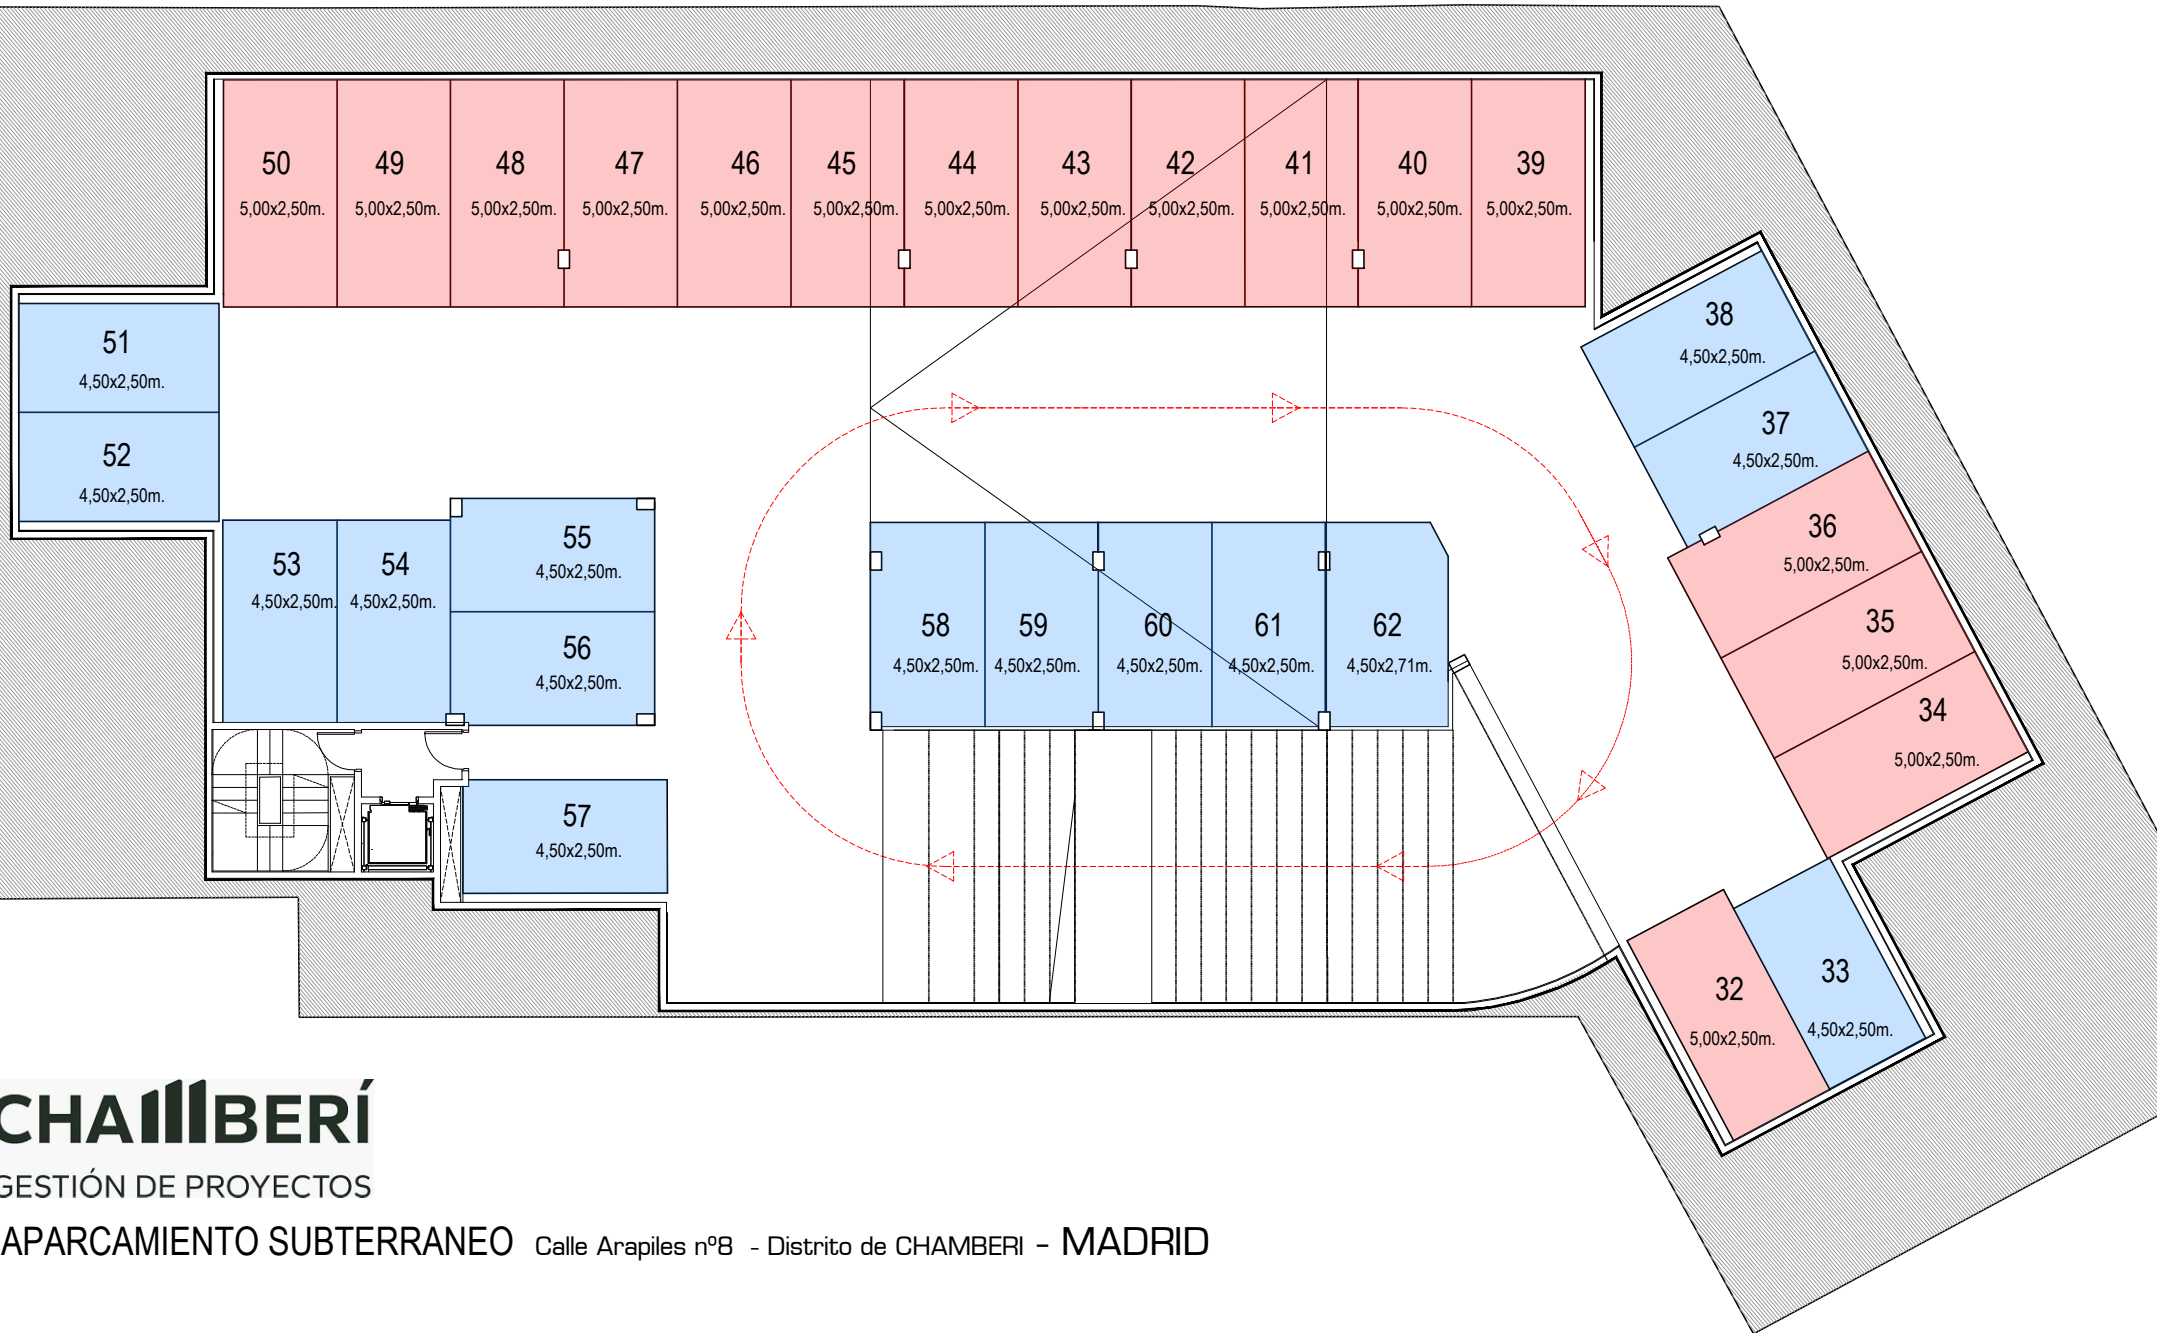 50 49 48 47 46 45 44 43 42 41 40 39
5,00x2,50m. 5,00x2,50m. 5,00x2,50m. 5,00x2,50m. 5,00x2,50m. 5,00x2,50m. 5,00x2,50m. 5,00x2,50m. 5,00x2,50m. 5,00x2,50m. 5,00x2,50m. 5,00x2,50m.
51
4,50x2,50m.
52
4,50x2,50m.
38
4,50x2,50m.
37
4,50x2,50m.
36
5,00x2,50m.
35
5,00x2,50m.
34
5,00x2,50m.
53 54
4,50x2,50m. 4,50x2,50m.
55
4,50x2,50m.
56
4,50x2,50m.
58 59 60 61 62
4,50x2,50m. 4,50x2,50m. 4,50x2,50m. 4,50x2,50m. 4,50x2,71m.
57
4,50x2,50m.
33
4,50x2,50m.
32
5,00x2,50m.
CHAMBERÍ
GESTIÓN DE PROYECTOS
APARCAMIENTO SUBTERRANEO Calle Arapiles nº8 - Distrito de CHAMBERI - MADRID